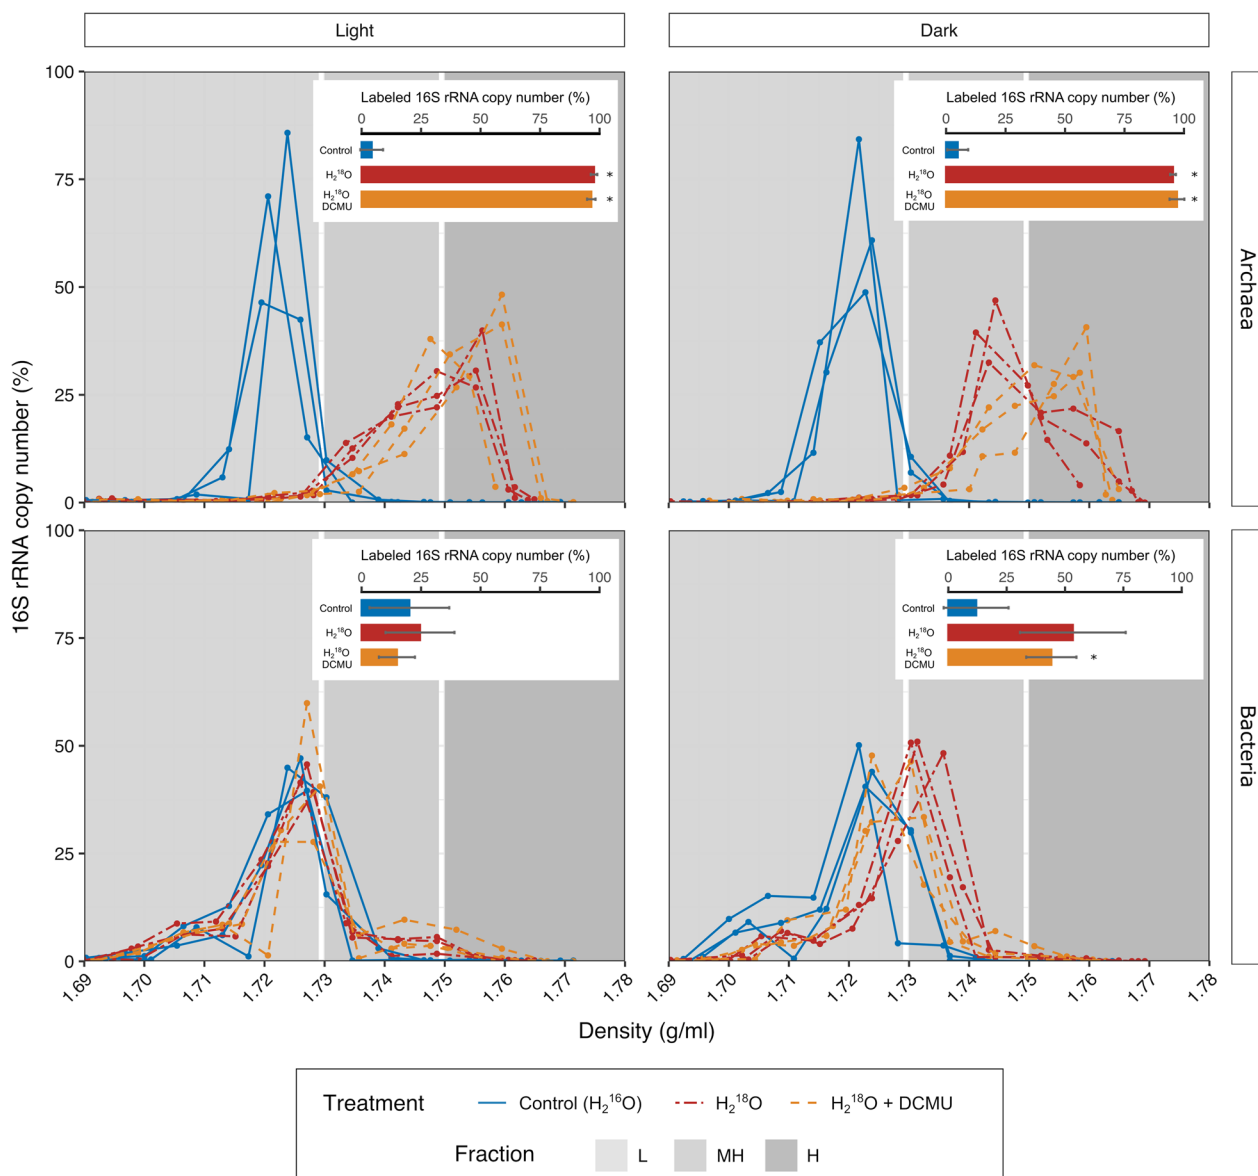 Light
Dark
100
75
50
25
0
Labeled 16S rRNA copy number (%)
0 25 50 75 100
Control
H₂¹⁸O *
H₂¹⁸O
DCMU *
Labeled 16S rRNA copy number (%)
0 25 50 75 100
Control
H₂¹⁸O *
H₂¹⁸O
DCMU *
Archaea
16S rRNA copy number (%)
100
75
50
25
0
Labeled 16S rRNA copy number (%)
0 25 50 75 100
Control
H₂¹⁸O
H₂¹⁸O
DCMU
Labeled 16S rRNA copy number (%)
0 25 50 75 100
Control
H₂¹⁸O
H₂¹⁸O
DCMU *
Bacteria
1.69 1.70 1.71 1.72 1.73 1.74 1.75 1.76 1.77 1.78
1.69 1.70 1.71 1.72 1.73 1.74 1.75 1.76 1.77 1.78
Density (g/ml)
Treatment Control (H₂¹⁶O) H₂¹⁸O H₂¹⁸O + DCMU
Fraction L MH H